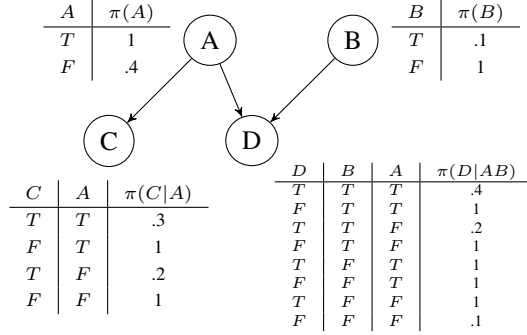 A π(A)
T 1
F .4
A
B
B π(B)
T .1
F 1
C
D
C A π(C|A)
T T .3
F T 1
T F .2
F F 1
D B A π(D|AB)
T T T .4
F T T 1
T T F .2
F T F 1
T F T 1
F F T 1
T F F 1
F F F .1